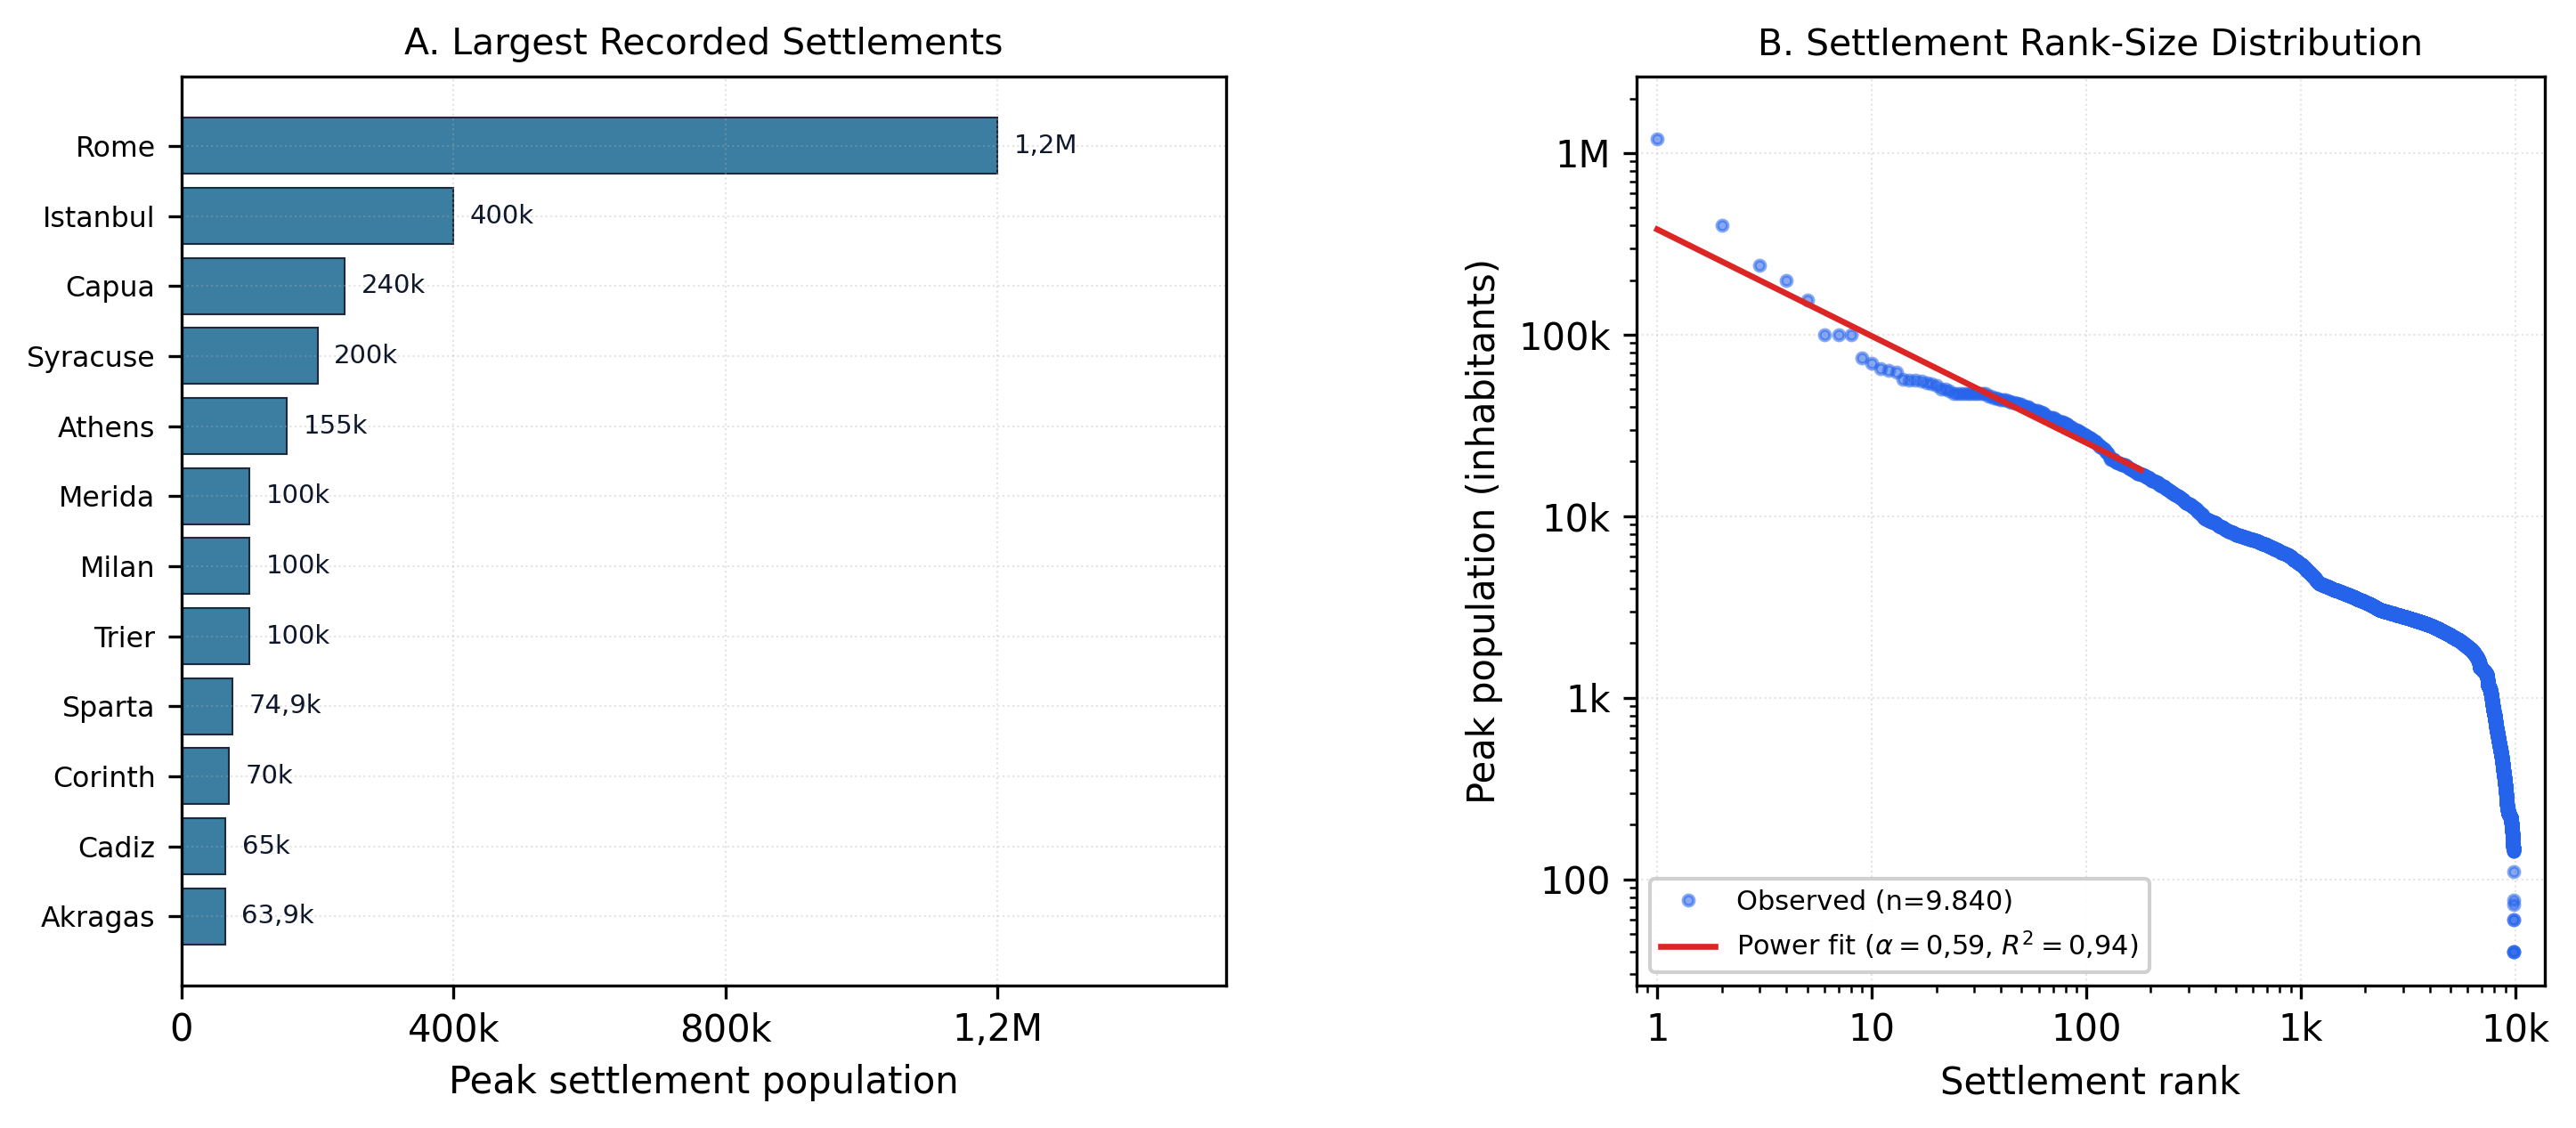 A. Largest Recorded Settlements
Rome
1,2M
Istanbul
400k
Capua
240k
Syracuse
200k
Athens
155k
Merida
100k
Milan
100k
Trier
100k
Sparta
74,9k
Corinth
70k
Cadiz
65k
Akragas
63,9k
0
400k
800k
1,2M
Peak settlement population
B. Settlement Rank-Size Distribution
Peak population (inhabitants)
1M
100k
10k
1k
100
Observed (n=9.840)
Power fit (α = 0,59, R² = 0,94)
1
10
100
1k
10k
Settlement rank